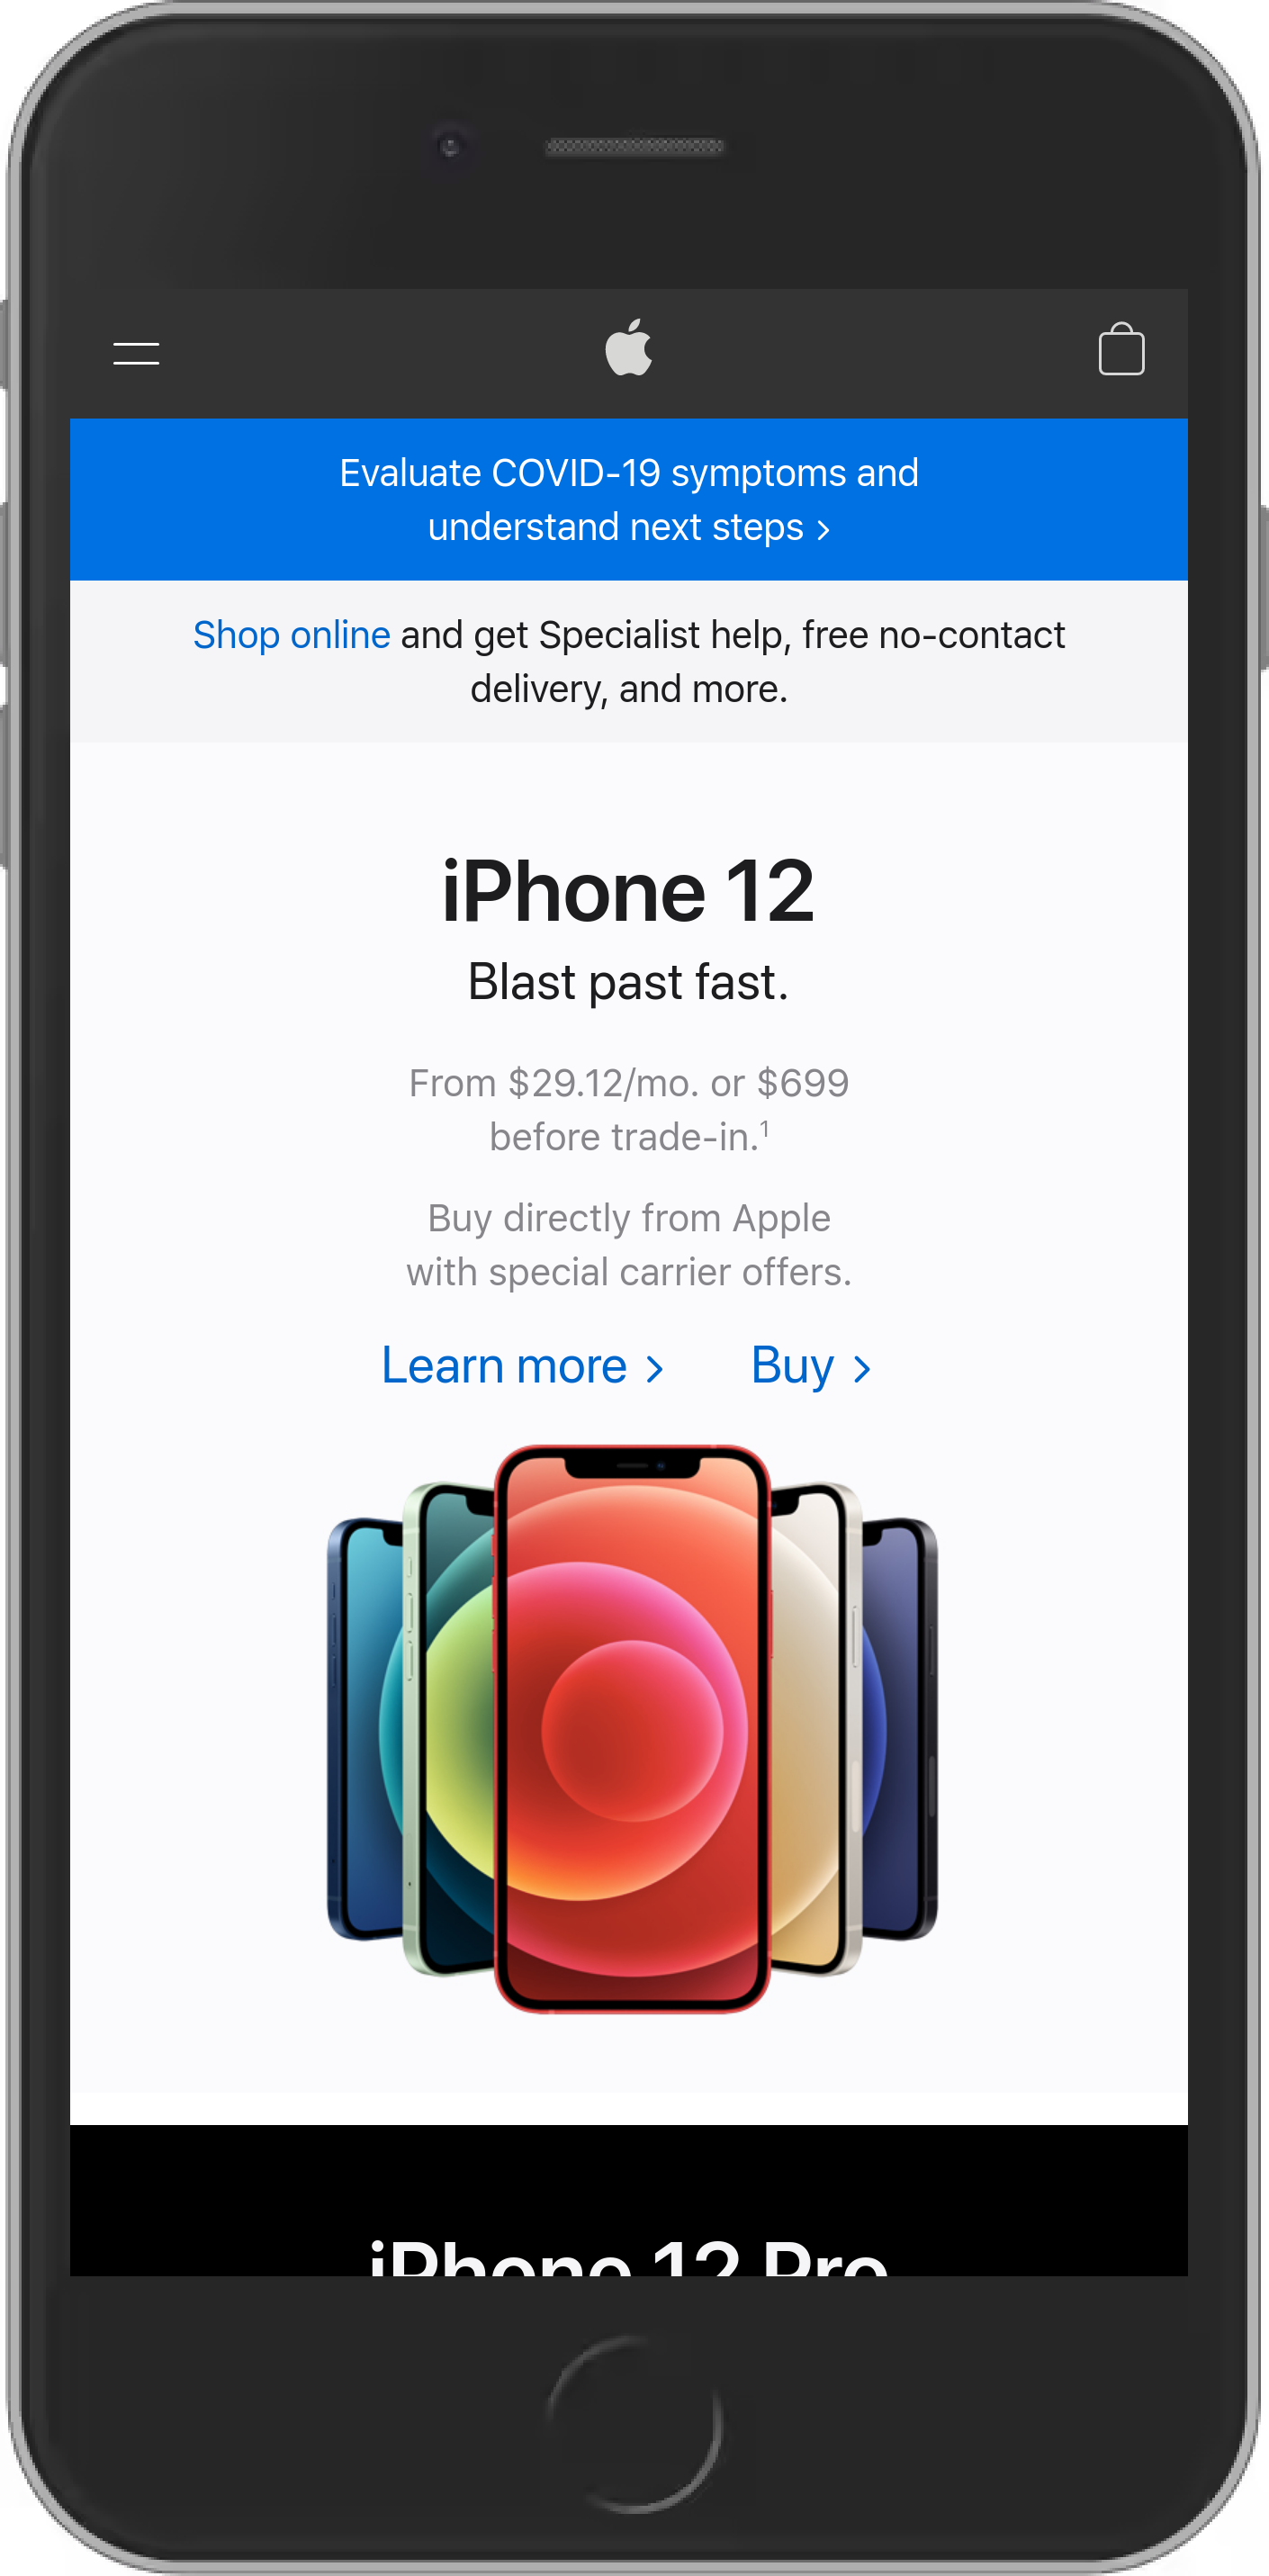 Evaluate COVID-19 symptoms and
understand next steps >
Shop online and get Specialist help, free no-contact
delivery, and more.
iPhone 12
Blast past fast.
From $29.12/mo. or $699
before trade-in.¹
Buy directly from Apple
with special carrier offers.
Learn more > Buy >
iPhone 12 Pro